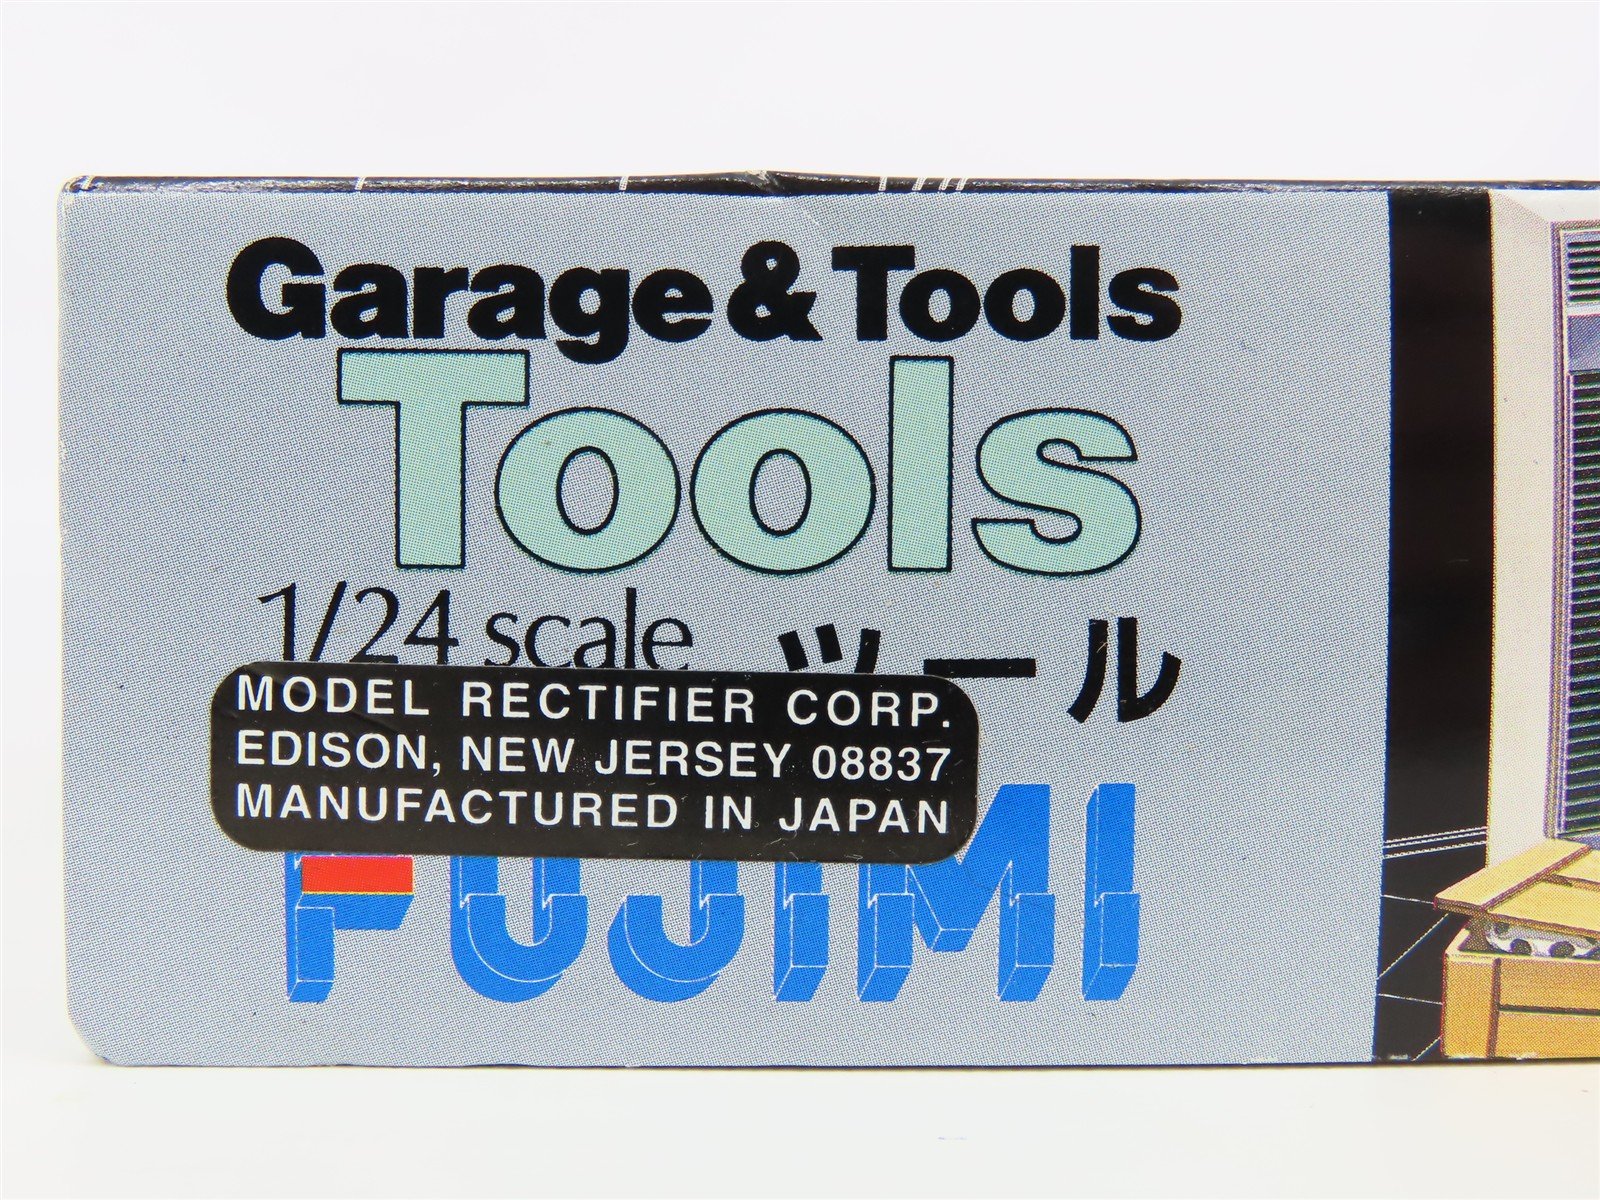 Garage & Tools
Tools
1/24 scale
ツール
MODEL RECTIFIER CORP.
EDISON, NEW JERSEY 08837
MANUFACTURED IN JAPAN
FUJIMI